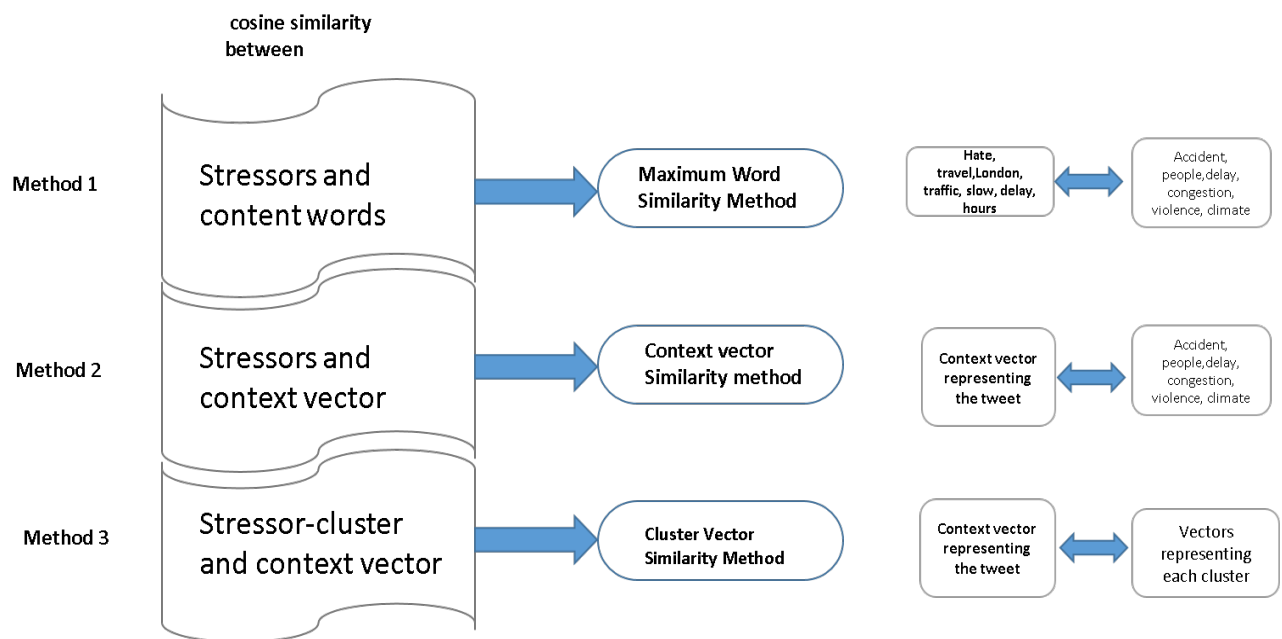 cosine similarity
between
Method 1
Stressors and
content words
Maximum Word
Similarity Method
Hate,
travel,London,
traffic, slow, delay,
hours
Accident,
people,delay,
congestion,
violence, climate
Method 2
Stressors and
context vector
Context vector
Similarity method
Context vector
representing
the tweet
Accident,
people,delay,
congestion,
violence, climate
Method 3
Stressor-cluster
and context vector
Cluster Vector
Similarity Method
Context vector
representing
the tweet
Vectors
representing
each cluster